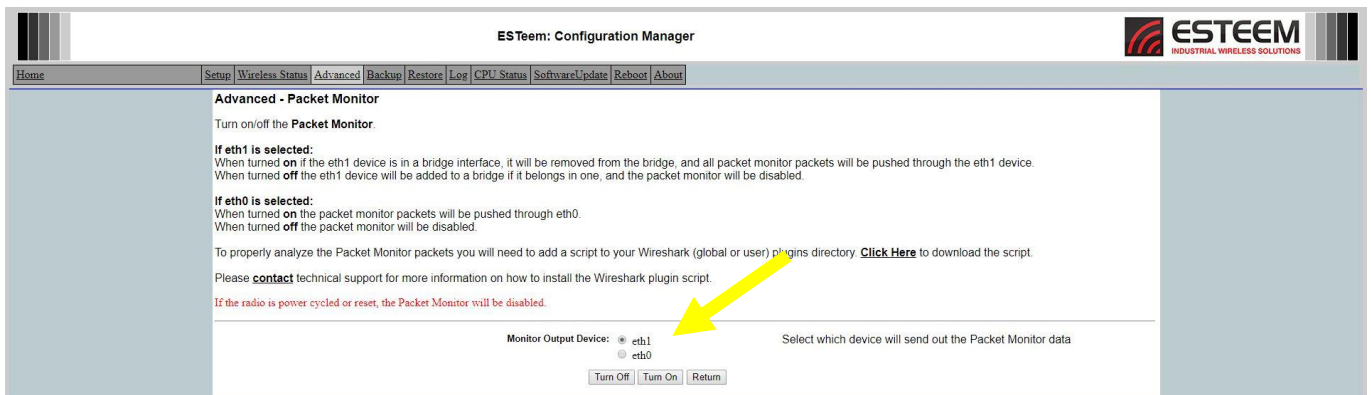 ESTeem: Configuration Manager
ESTEEM
INDUSTRIAL WIRELESS SOLUTIONS
Home Setup Wireless Status Advanced Backup Restore Log CPU Status SoftwareUpdate Reboot About
Advanced - Packet Monitor
Turn on/off the Packet Monitor.
If eth1 is selected:
When turned on if the eth1 device is in a bridge interface, it will be removed from the bridge, and all packet monitor packets will be pushed through the eth1 device.
When turned off the eth1 device will be added to a bridge if it belongs in one, and the packet monitor will be disabled.
If eth0 is selected:
When turned on the packet monitor packets will be pushed through eth0.
When turned off the packet monitor will be disabled.
To properly analyze the Packet Monitor packets you will need to add a script to your Wireshark (global or user) plugins directory. Click Here to download the script.
Please contact technical support for more information on how to install the Wireshark plugin script.
If the radio is power cycled or reset, the Packet Monitor will be disabled.
Monitor Output Device: eth1 Select which device will send out the Packet Monitor data
eth0
Turn Off Turn On Return